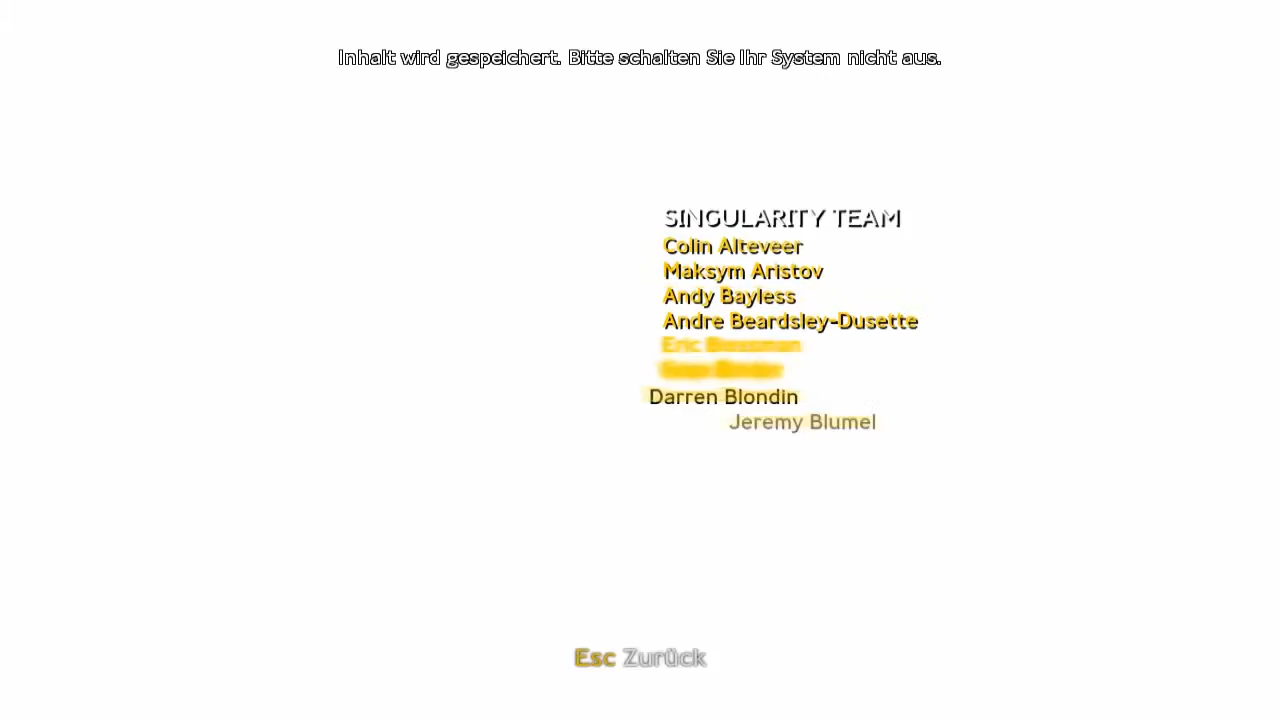 Inhalt wird gespeichert. Bitte schalten Sie Ihr System nicht aus.
SINGULARITY TEAM
Colin Alteveer
Maksym Aristov
Andy Bayless
Andre Beardsley-Dusette
Eric
Darren Blondin
Jeremy Blumel
Esc Zurück